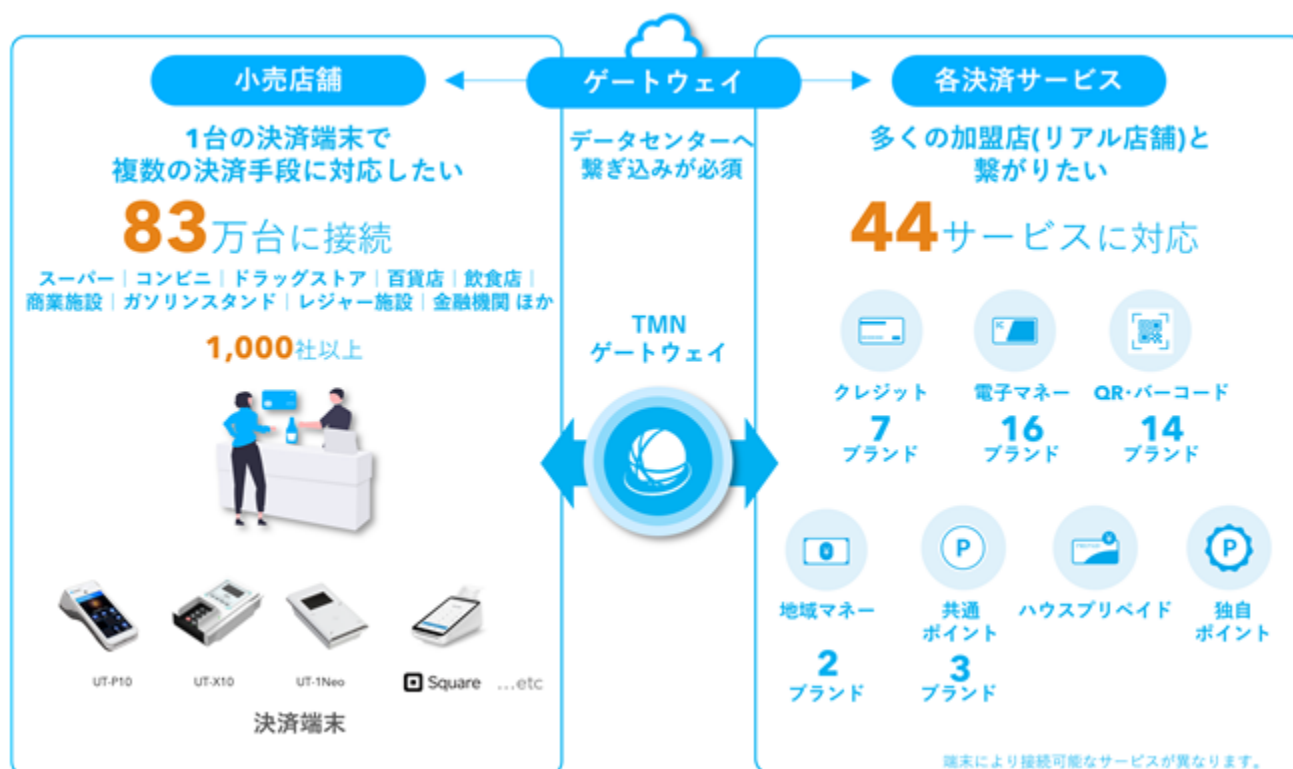 小売店舗
ゲートウェイ
各決済サービス
1台の決済端末で
複数の決済手段に対応したい
83万台に接続
スーパー｜コンビニ｜ドラッグストア｜百貨店｜飲食店｜
商業施設｜ガソリンスタンド｜レジャー施設｜金融機関 ほか
1,000社以上
UT-P10
UT-X10
UT-1Neo
Square
...etc
決済端末
データセンターへ
繋ぎ込みが必須
TMN
ゲートウェイ
多くの加盟店(リアル店舗)と
繋がりたい
44サービスに対応
クレジット
7
ブランド
電子マネー
16
ブランド
QR・バーコード
14
ブランド
地域マネー
2
ブランド
P
共通
ポイント
3
ブランド
ハウスプリペイド
P
独自
ポイント
端末により接続可能なサービスが異なります。